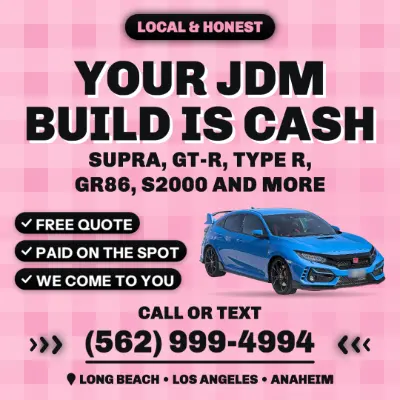 LOCAL & HONEST
YOUR JDM
BUILD IS CASH
SUPRA, GT-R, TYPE R,
GR86, S2000 AND MORE
✓ FREE QUOTE
✓ PAID ON THE SPOT
✓ WE COME TO YOU
CALL OR TEXT
(562) 999-4994
LONG BEACH • LOS ANGELES • ANAHEIM